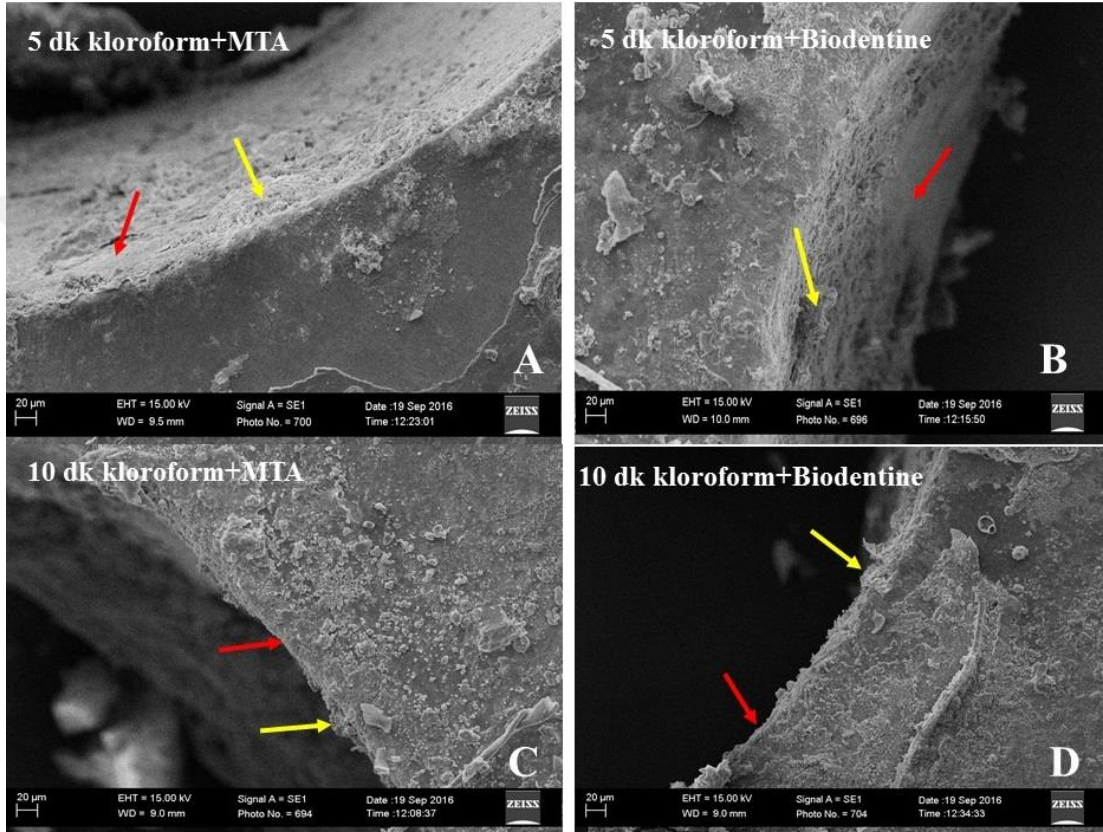 5 dk kloroform+MTA
A
20 µm
EHT = 15.00 kV
Signal A = SE1
Date :19 Sep 2016
WD = 9.5 mm
Photo No. = 700
Time :12:23:01
ZEISS
5 dk kloroform+Biodentine
B
20 µm
EHT = 15.00 kV
Signal A = SE1
Date :19 Sep 2016
WD = 10.0 mm
Photo No. = 696
Time :12:15:50
ZEISS
10 dk kloroform+MTA
C
20 µm
EHT = 15.00 kV
Signal A = SE1
Date :19 Sep 2016
WD = 9.0 mm
Photo No. = 694
Time :12:08:37
ZEISS
10 dk kloroform+Biodentine
D
20 µm
EHT = 15.00 kV
Signal A = SE1
Date :19 Sep 2016
WD = 9.0 mm
Photo No. = 704
Time :12:34:33
ZEISS